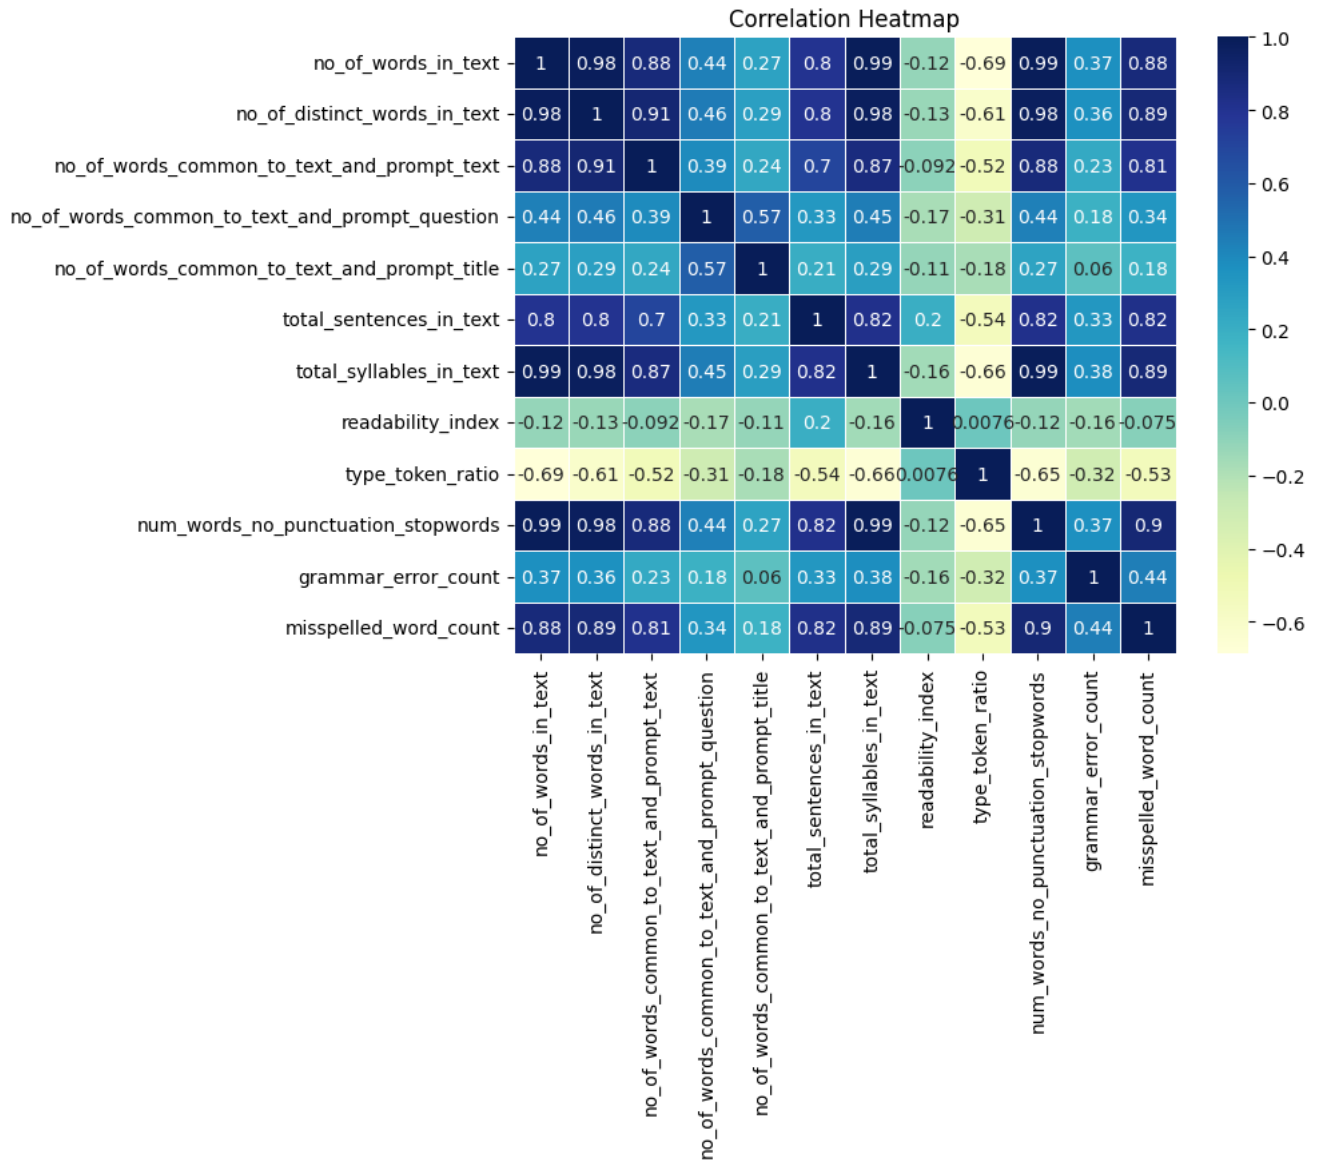 Correlation Heatmap
no_of_words_in_text 1 0.98 0.88 0.44 0.27 0.8 0.99 -0.12 -0.69 0.99 0.37 0.88
no_of_distinct_words_in_text 0.98 1 0.91 0.46 0.29 0.8 0.98 -0.13 -0.61 0.98 0.36 0.89
no_of_words_common_to_text_and_prompt_text 0.88 0.91 1 0.39 0.24 0.7 0.87 -0.092 -0.52 0.88 0.23 0.81
no_of_words_common_to_text_and_prompt_question 0.44 0.46 0.39 1 0.57 0.33 0.45 -0.17 -0.31 0.44 0.18 0.34
no_of_words_common_to_text_and_prompt_title 0.27 0.29 0.24 0.57 1 0.21 0.29 -0.11 -0.18 0.27 0.06 0.18
total_sentences_in_text 0.8 0.8 0.7 0.33 0.21 1 0.82 0.2 -0.54 0.82 0.33 0.82
total_syllables_in_text 0.99 0.98 0.87 0.45 0.29 0.82 1 -0.16 -0.66 0.99 0.38 0.89
readability_index -0.12 -0.13 -0.092 -0.17 -0.11 0.2 -0.16 1 0.0076 -0.12 -0.16 -0.075
type_token_ratio -0.69 -0.61 -0.52 -0.31 -0.18 -0.54 -0.66 0.0076 1 -0.65 -0.32 -0.53
num_words_no_punctuation_stopwords 0.99 0.98 0.88 0.44 0.27 0.82 0.99 -0.12 -0.65 1 0.37 0.9
grammar_error_count 0.37 0.36 0.23 0.18 0.06 0.33 0.38 -0.16 -0.32 0.37 1 0.44
misspelled_word_count 0.88 0.89 0.81 0.34 0.18 0.82 0.89 -0.075 -0.53 0.9 0.44 1
no_of_words_in_text
no_of_distinct_words_in_text
no_of_words_common_to_text_and_prompt_text
no_of_words_common_to_text_and_prompt_question
no_of_words_common_to_text_and_prompt_title
total_sentences_in_text
total_syllables_in_text
readability_index
type_token_ratio
num_words_no_punctuation_stopwords
grammar_error_count
misspelled_word_count
1.0
0.8
0.6
0.4
0.2
0.0
−0.2
−0.4
−0.6